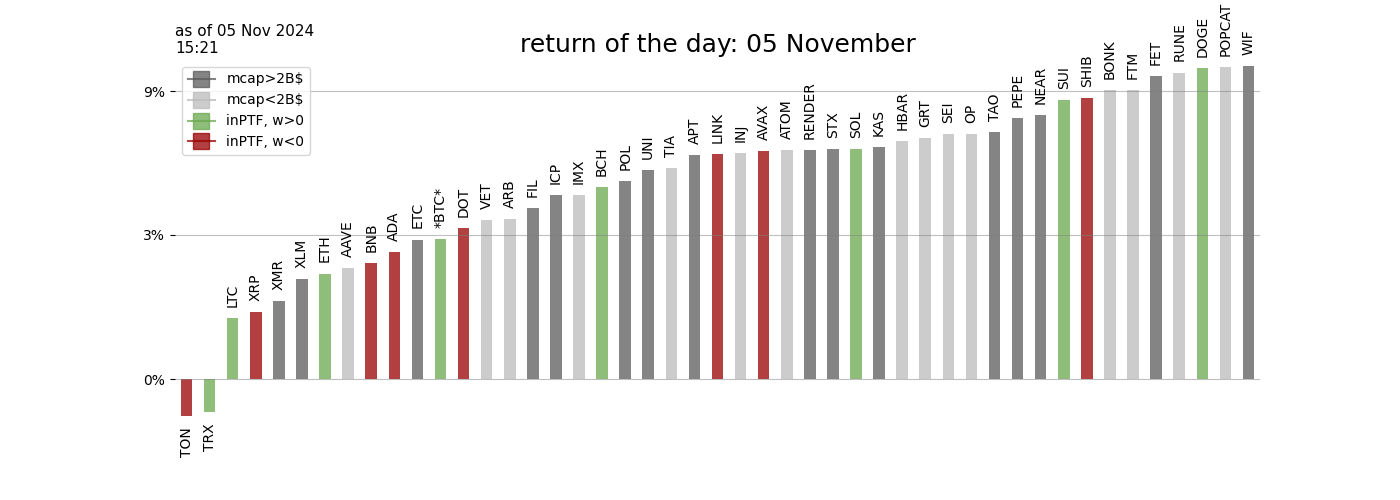 as of 05 Nov 2024
15:21
return of the day: 05 November
mcap>2B$
mcap<2B$
inPTF, w>0
inPTF, w<0
9%
3%
0%
TON
TRX
LTC
XRP
XMR
XLM
ETH
AAVE
BNB
ADA
ETC
*BTC*
DOT
VET
ARB
FIL
ICP
IMX
BCH
POL
UNI
TIA
APT
LINK
INJ
AVAX
ATOM
RENDER
STX
SOL
KAS
HBAR
GRT
SEI
OP
TAO
PEPE
NEAR
SUI
SHIB
BONK
FTM
FET
RUNE
DOGE
POPCAT
WIF